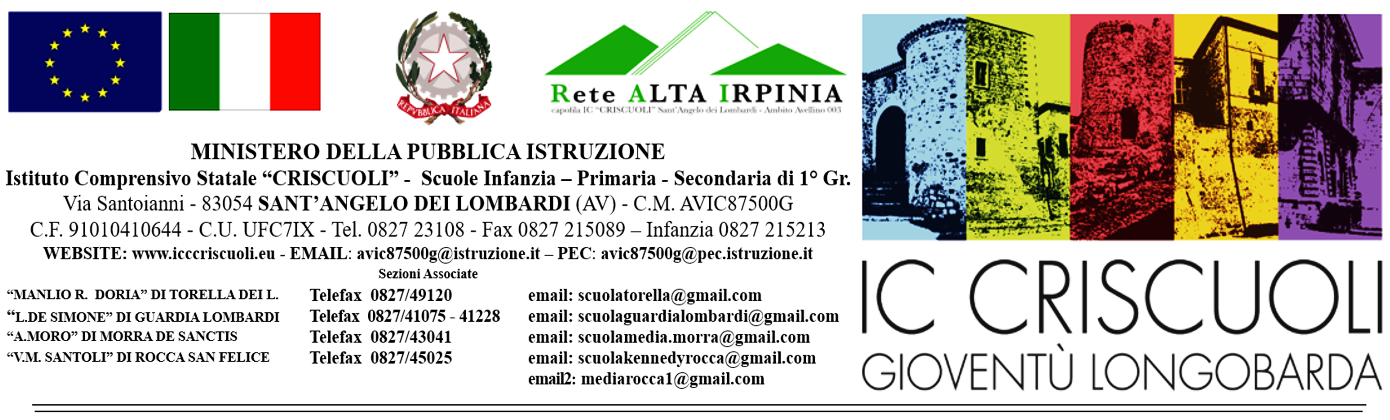 REPVBBLICA ITALIANA
Rete ALTA IRPINIA
capofila IC "CRISCUOLI" Sant'Angelo dei Lombardi - Ambito Avellino 003
MINISTERO DELLA PUBBLICA ISTRUZIONE
Istituto Comprensivo Statale “CRISCUOLI” - Scuole Infanzia – Primaria - Secondaria di 1° Gr.
Via Santoianni - 83054 SANT’ANGELO DEI LOMBARDI (AV) - C.M. AVIC87500G
C.F. 91010410644 - C.U. UFC7IX - Tel. 0827 23108 - Fax 0827 215089 – Infanzia 0827 215213
WEBSITE: www.icccriscuoli.eu - EMAIL: avic87500g@istruzione.it – PEC: avic87500g@pec.istruzione.it
Sezioni Associate
“MANLIO R. DORIA” DI TORELLA DEI L. Telefax 0827/49120 email: scuolatorella@gmail.com
“L.DE SIMONE” DI GUARDIA LOMBARDI Telefax 0827/41075 - 41228 email: scuolaguardialombardi@gmail.com
“A.MORO” DI MORRA DE SANCTIS Telefax 0827/43041 email: scuolamedia.morra@gmail.com
“V.M. SANTOLI” DI ROCCA SAN FELICE Telefax 0827/45025 email: scuolakennedyrocca@gmail.com
email2: mediarocca1@gmail.com
IC CRISCUOLI
GIOVENTÙ LONGOBARDA